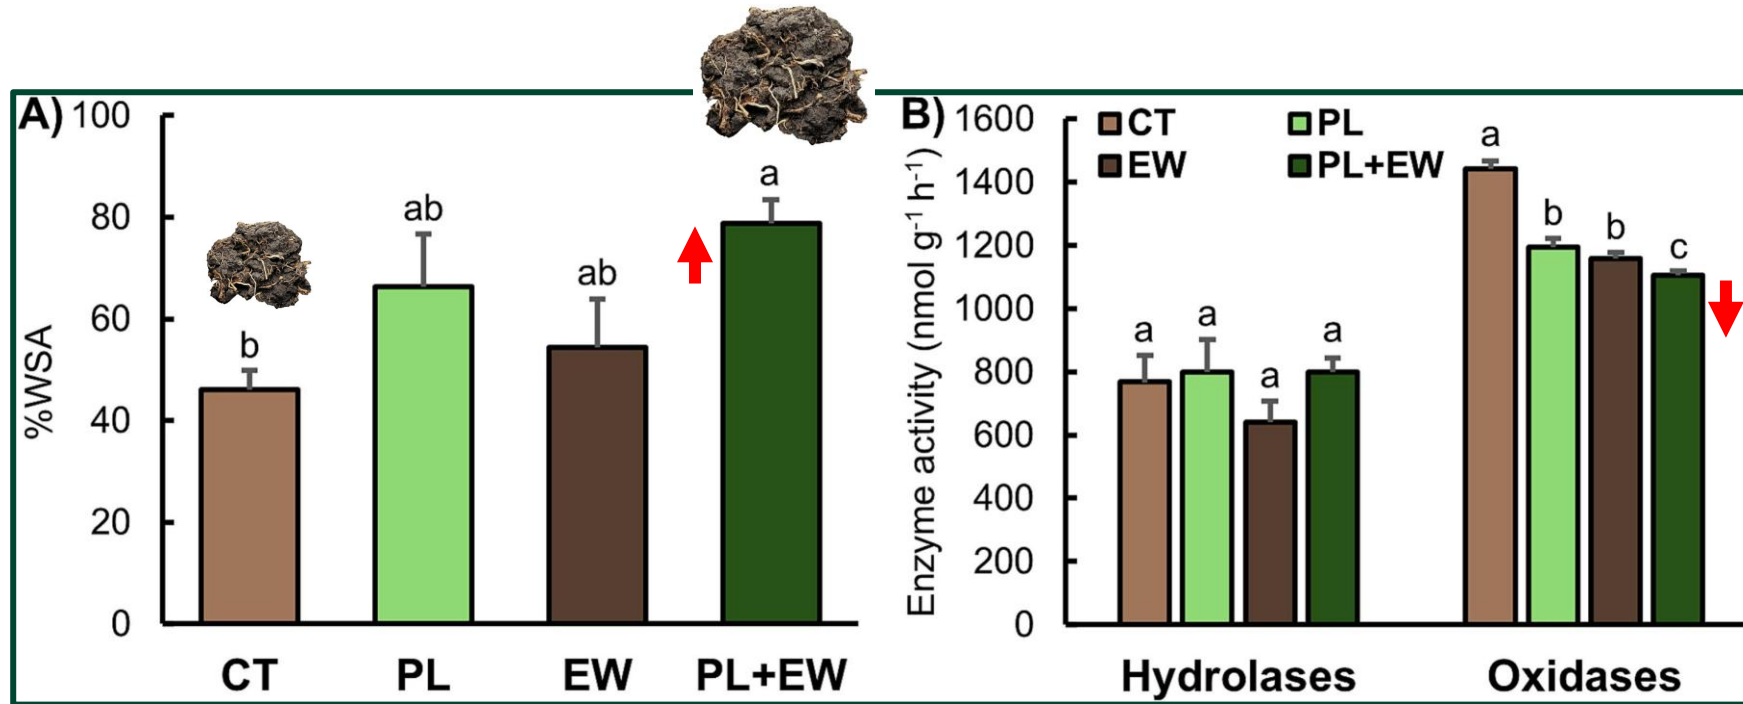 A)
%WSA
100
80
60
40
20
0
b
ab
ab
a
CT PL EW PL+EW
B)
Enzyme activity (nmol g⁻¹ h⁻¹)
1600
1400
1200
1000
800
600
400
200
0
CT PL
EW PL+EW
a a a a
a b b c
Hydrolases Oxidases